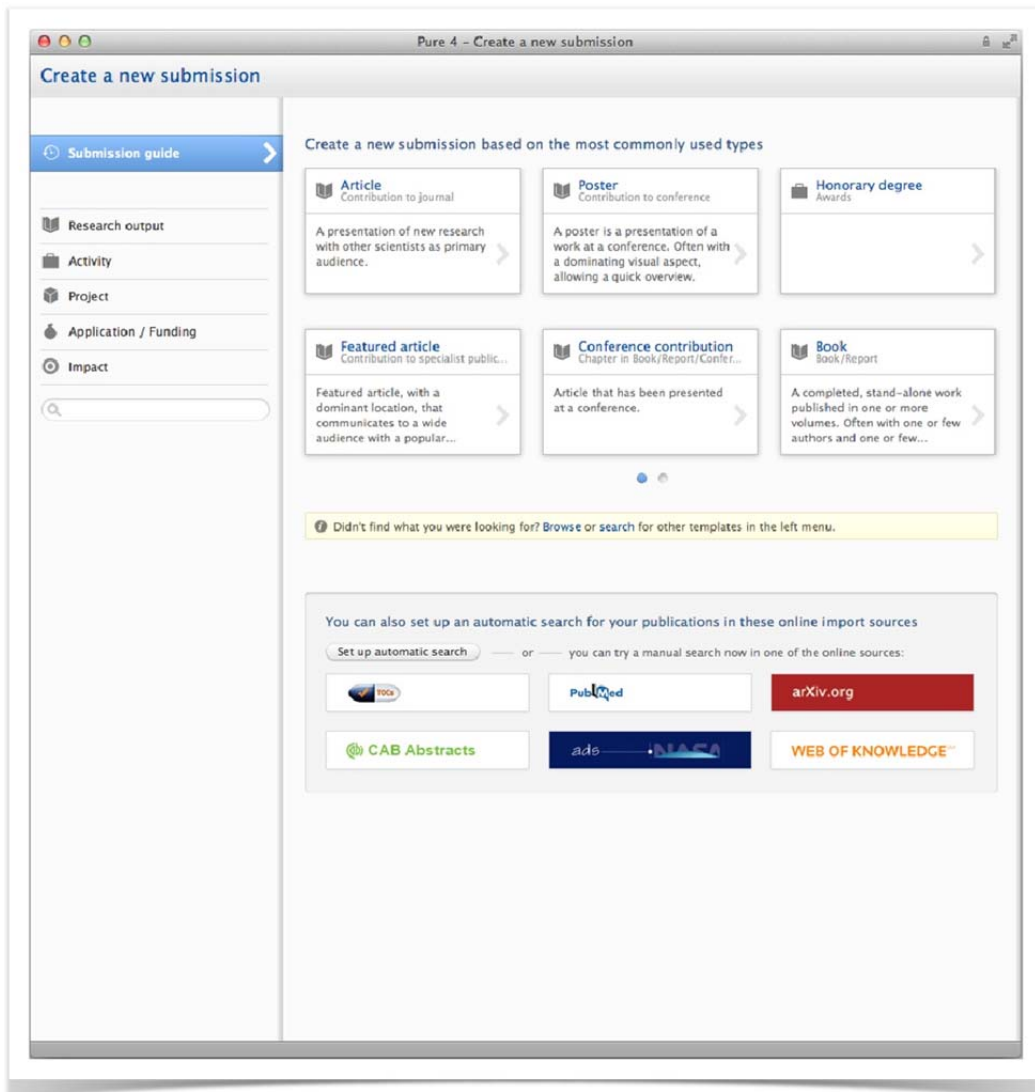 Pure 4 – Create a new submission
Create a new submission
Submission guide
Research output
Activity
Project
Application / Funding
Impact
Create a new submission based on the most commonly used types
Article
Contribution to journal
A presentation of new research
with other scientists as primary
audience.
Poster
Contribution to conference
A poster is a presentation of a
work at a conference. Often with
a dominating visual aspect,
allowing a quick overview.
Honorary degree
Awards
Featured article
Contribution to specialist public...
Featured article, with a
dominant location, that
communicates to a wide
audience with a popular...
Conference contribution
Chapter in Book/Report/Confer...
Article that has been presented
at a conference.
Book
Book/Report
A completed, stand-alone work
published in one or more
volumes. Often with one or few
authors and one or few...
Didn't find what you were looking for? Browse or search for other templates in the left menu.
You can also set up an automatic search for your publications in these online import sources
Set up automatic search or you can try a manual search now in one of the online sources:
TOCs
PubMed
arXiv.org
CAB Abstracts
ads NASA
WEB OF KNOWLEDGE